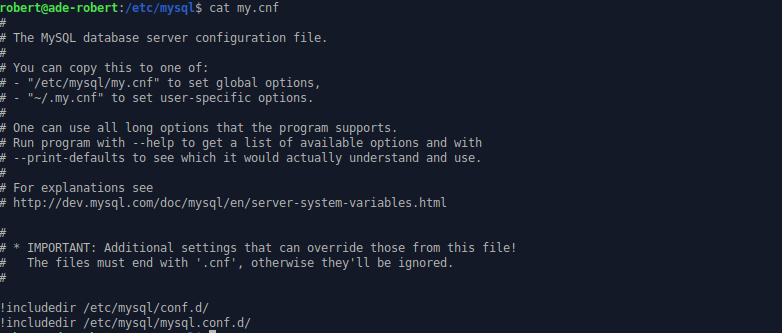 robert@ade-robert:/etc/mysql$ cat my.cnf
#
# The MySQL database server configuration file.
#
# You can copy this to one of:
# - "/etc/mysql/my.cnf" to set global options,
# - "~/.my.cnf" to set user-specific options.
#
# One can use all long options that the program supports.
# Run program with --help to get a list of available options and with
# --print-defaults to see which it would actually understand and use.
#
# For explanations see
# http://dev.mysql.com/doc/mysql/en/server-system-variables.html
#
# * IMPORTANT: Additional settings that can override those from this file!
#   The files must end with '.cnf', otherwise they'll be ignored.
#
!includedir /etc/mysql/conf.d/
!includedir /etc/mysql/mysql.conf.d/